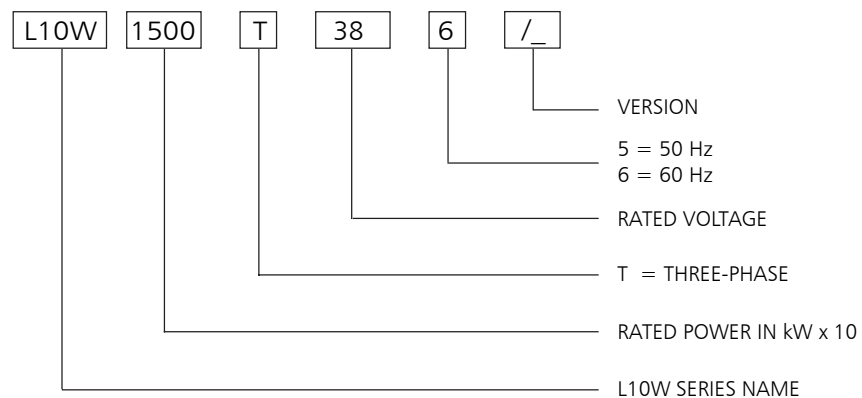 L10W 1500 T 38 6 /_
VERSION
5 = 50 Hz
6 = 60 Hz
RATED VOLTAGE
T = THREE-PHASE
RATED POWER IN kW x 10
L10W SERIES NAME